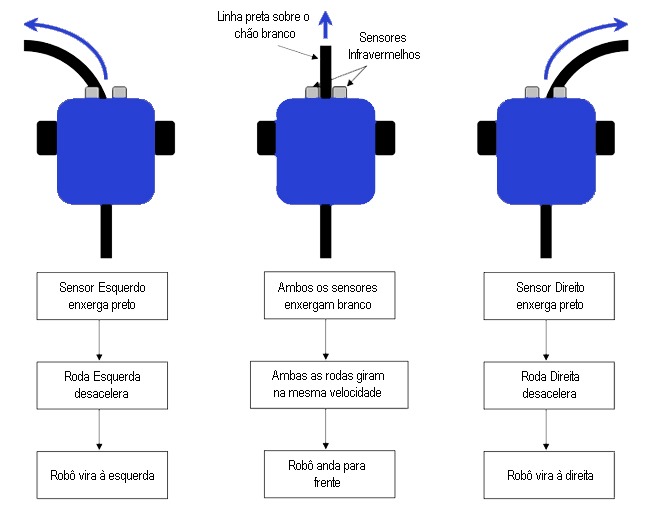 Linha preta sobre o
chão branco
Sensores
Infravermelhos
Sensor Esquerdo
enxerga preto
Ambos os sensores
enxergam branco
Sensor Direito
enxerga preto
Roda Esquerda
desacelera
Ambas as rodas giram
na mesma velocidade
Roda Direita
desacelera
Robô vira à esquerda
Robô anda para
frente
Robô vira à direita